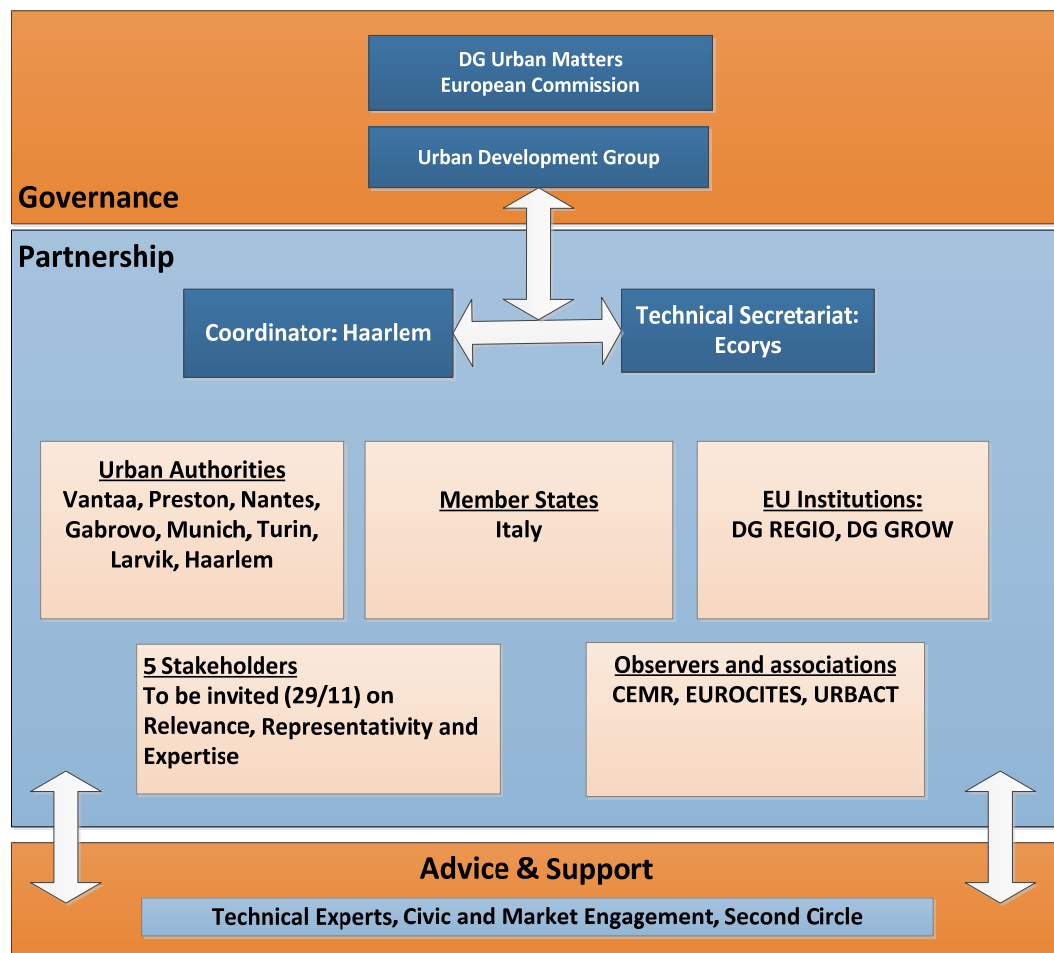 DG Urban Matters
European Commission
Urban Development Group
Governance
Partnership
Coordinator: Haarlem
Technical Secretariat:
Ecorys
Urban Authorities
Vantaa, Preston, Nantes,
Gabrovo, Munich, Turin,
Larvik, Haarlem
Member States
Italy
EU Institutions:
DG REGIO, DG GROW
5 Stakeholders
To be invited (29/11) on
Relevance, Representativity and
Expertise
Observers and associations
CEMR, EUROCITES, URBACT
Advice & Support
Technical Experts, Civic and Market Engagement, Second Circle